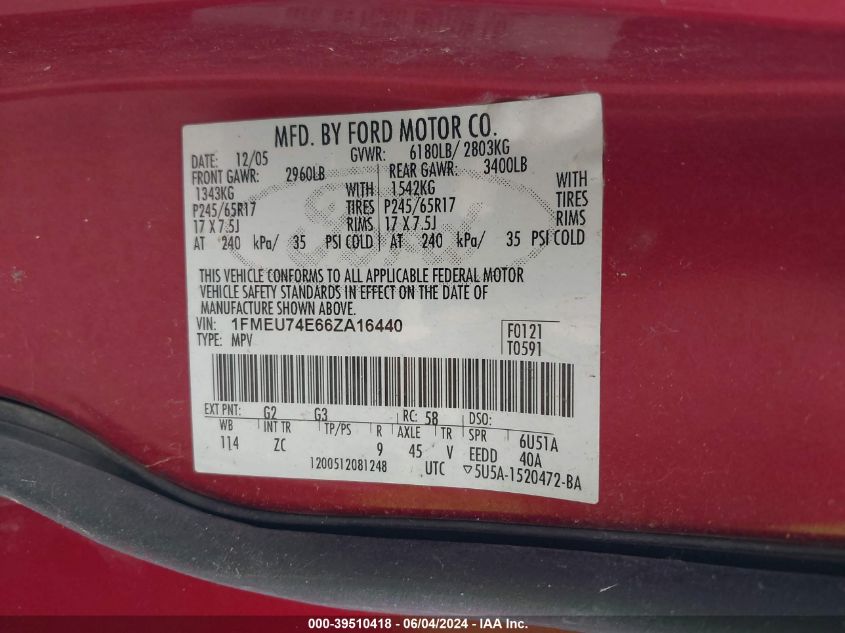 MFD. BY FORD MOTOR CO.
DATE: 12/05 GVWR: 6180LB/ 2803KG
FRONT GAWR: 2960LB REAR GAWR: 3400LB
1343KG WITH 1542KG WITH
P245/65R17 TIRES P245/65R17 TIRES
17 X 7.5J RIMS 17 X 7.5J RIMS
AT 240 kPa/ 35 PSI COLD AT 240 kPa/ 35 PSI COLD
THIS VEHICLE CONFORMS TO ALL APPLICABLE FEDERAL MOTOR
VEHICLE SAFETY STANDARDS IN EFFECT ON THE DATE OF
MANUFACTURE SHOWN ABOVE.
VIN: 1FMEU74E66ZA16440 F0121
TYPE: MPV T0591
EXT PNT: G2 G3 RC: 58 DSO:
WB INT TR TP/PS R AXLE TR SPR 6U51A
114 ZC 9 45 V EEDD 40A
1200512081248 UTC ▽5U5A-1520472-BA
000-39510418 - 06/04/2024 - IAAI.com - Copyright © 2024 IAA, Inc.